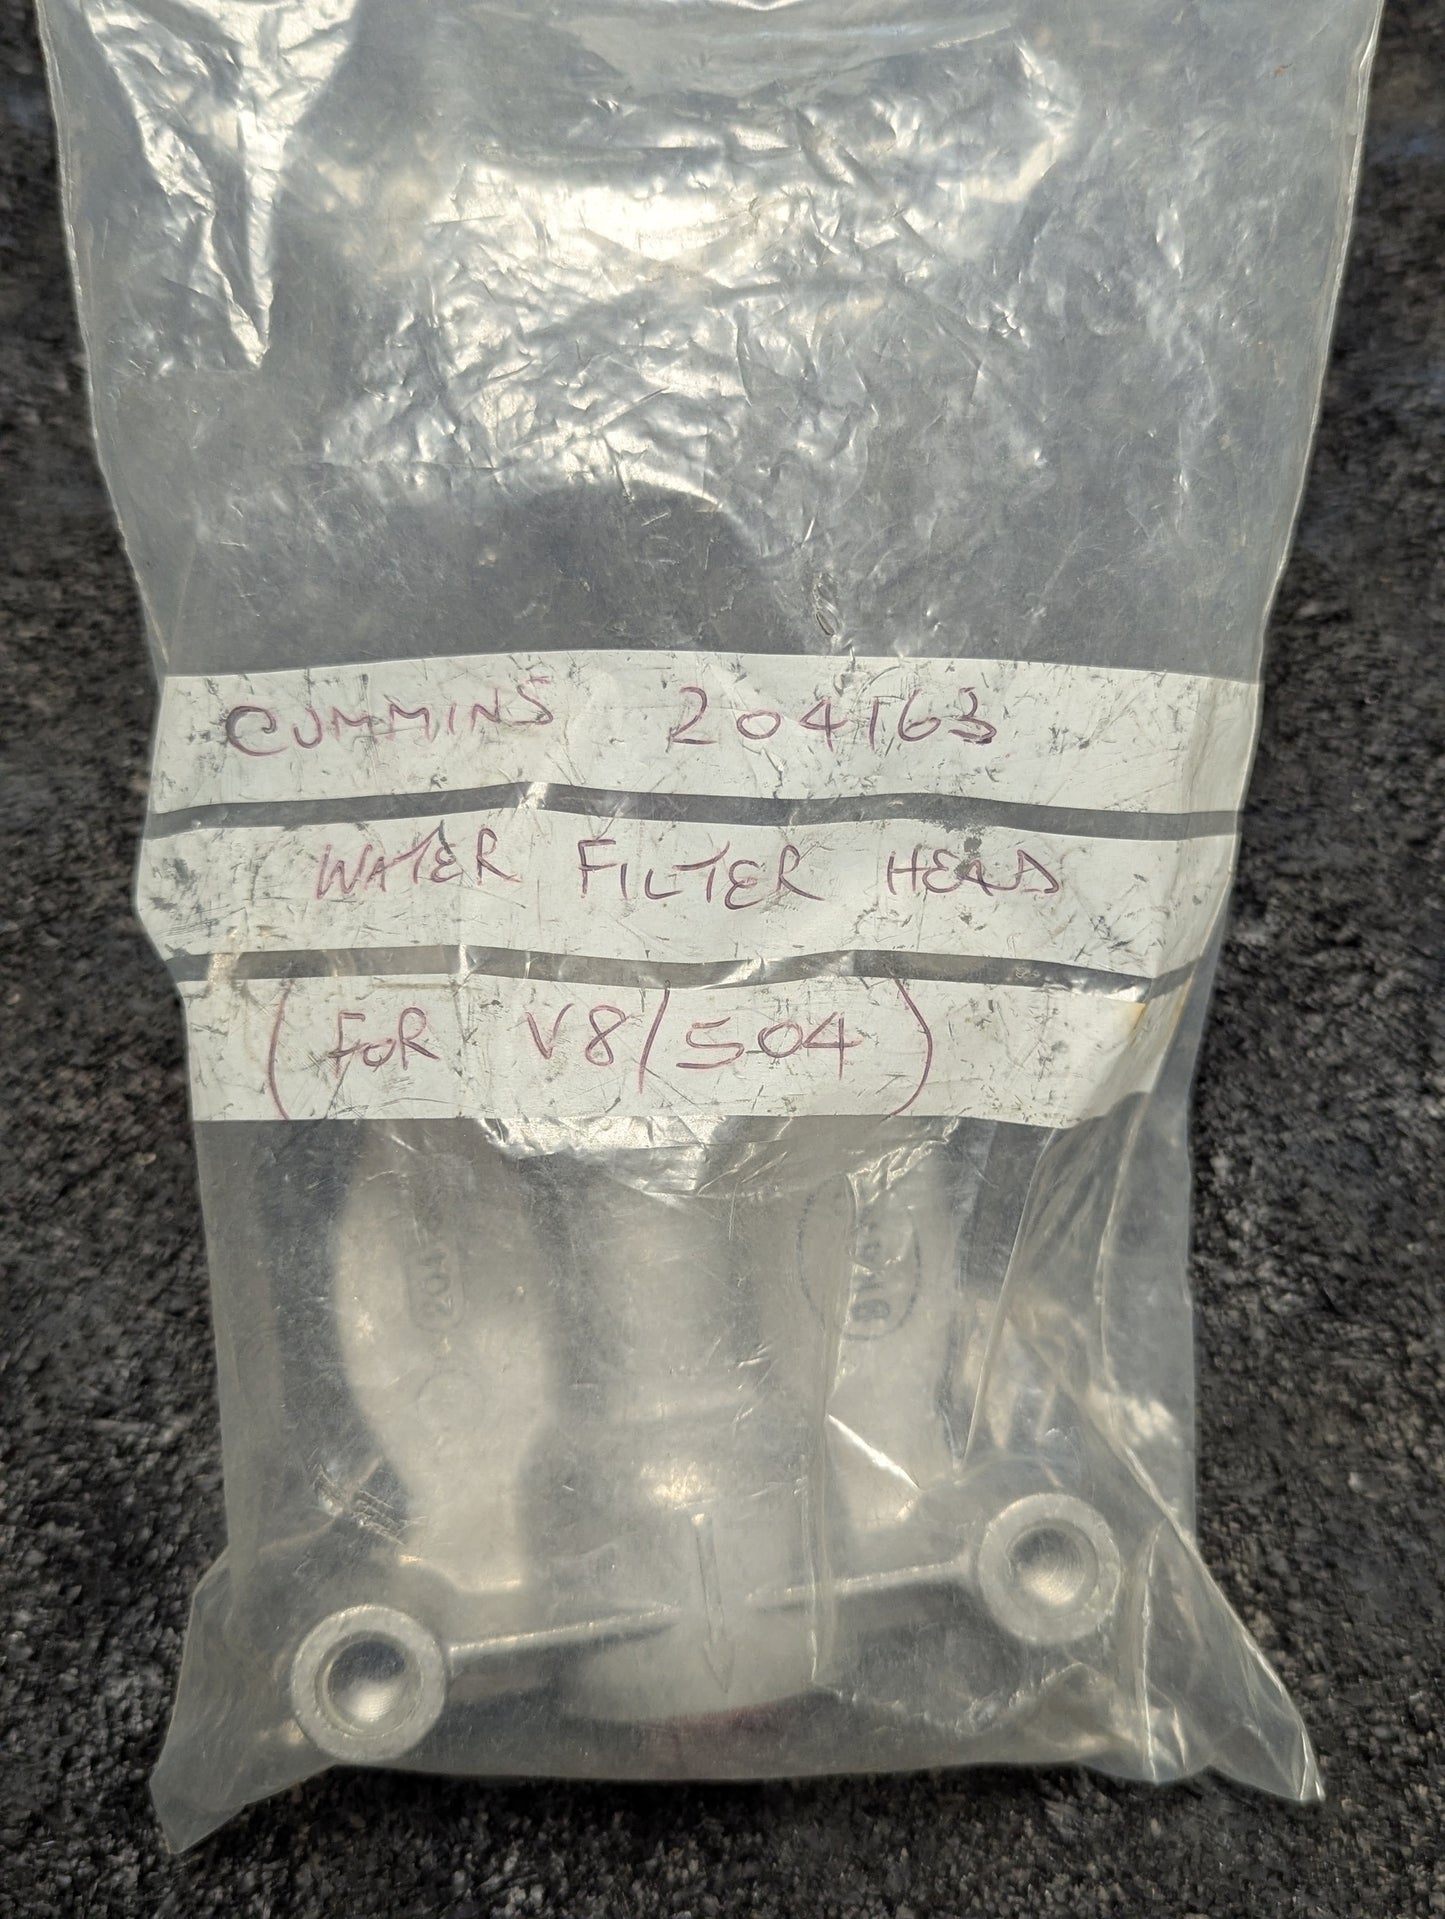 CUMMINS 204163
WATER FILTER HEAD
(FOR V8/504)